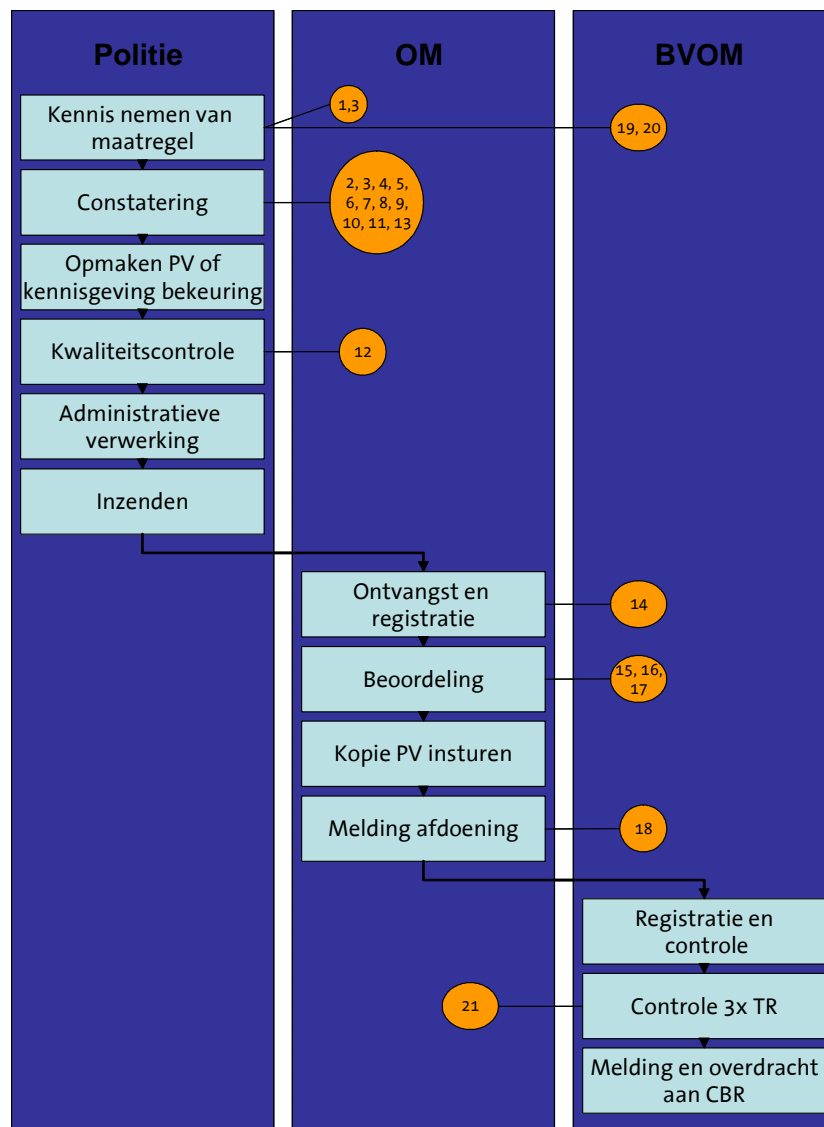 Politie
OM
BVOM
Kennis nemen van
maatregel
1,3
19, 20
Constatering
2, 3, 4, 5,
6, 7, 8, 9,
10, 11, 13
Opmaken PV of
kennisgeving bekeuring
Kwaliteitscontrole
12
Administratieve
verwerking
Inzenden
Ontvangst en
registratie
14
Beoordeling
15, 16,
17
Kopie PV insturen
Melding afdoening
18
Registratie en
controle
21
Controle 3x TR
Melding en overdracht
aan CBR